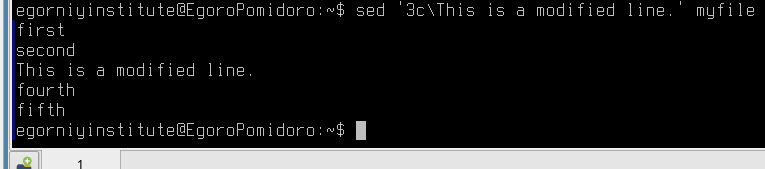 egorniyinstitute@EgoroPomidoro:~$ sed '3c\This is a modified line.' myfile
first
second
This is a modified line.
fourth
fifth
egorniyinstitute@EgoroPomidoro:~$
1